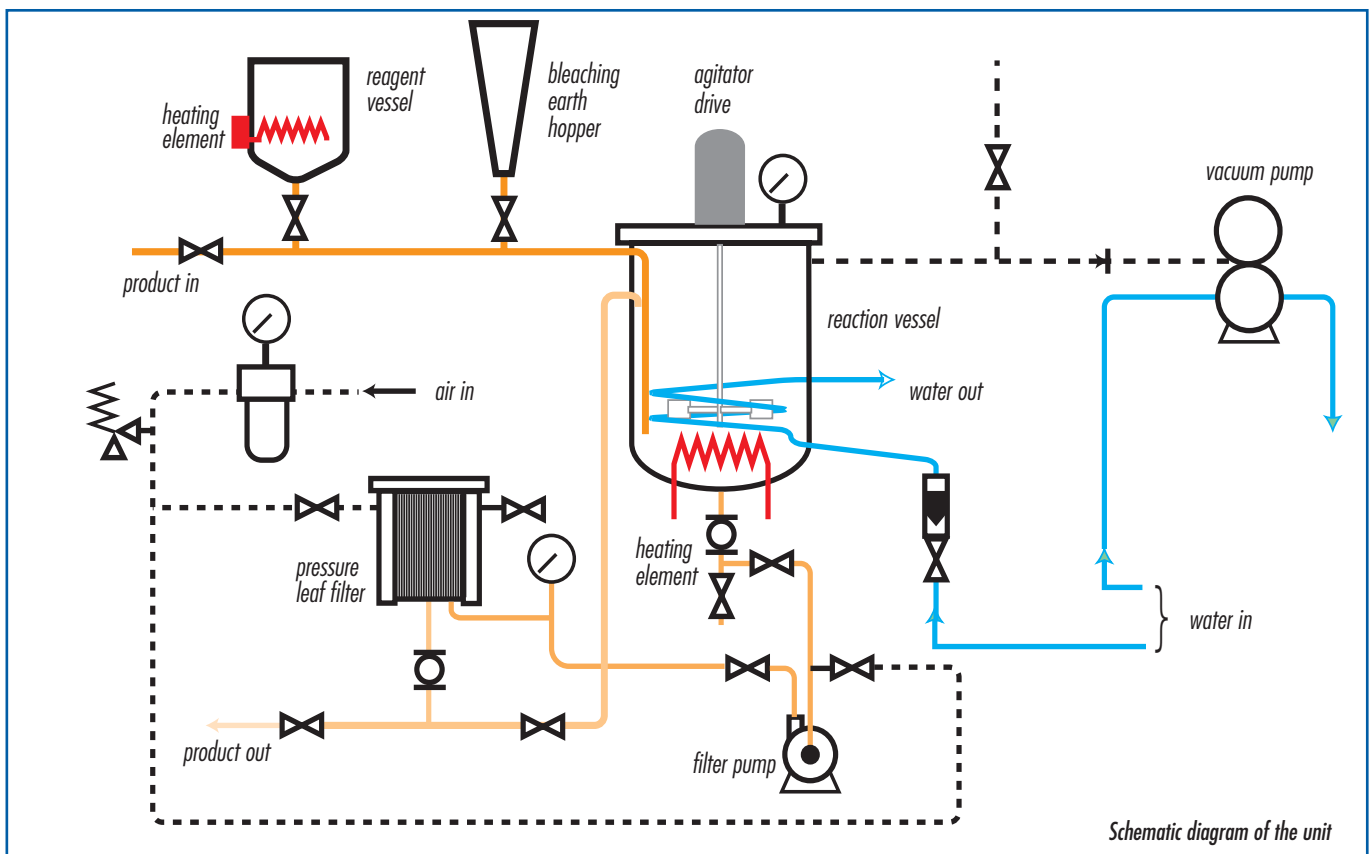 reagent
vessel
heating
element
bleaching
earth
hopper
agitator
drive
vacuum pump
product in
reaction vessel
air in
water out
pressure
leaf filter
heating
element
water in
product out
filter pump
Schematic diagram of the unit